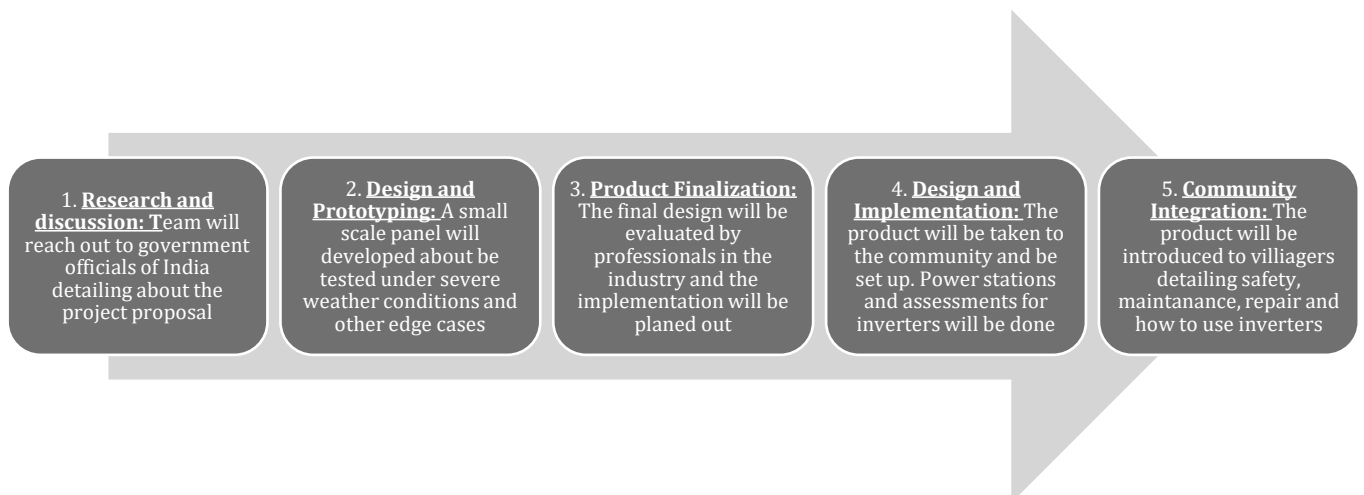 1. Research and
discussion: Team will
reach out to government
officials of India
detailing about the
project proposal
2. Design and
Prototyping: A small
scale panel will
developed about be
tested under severe
weather conditions and
other edge cases
3. Product Finalization:
The final design will be
evaluated by
professionals in the
industry and the
implementation will be
planed out
4. Design and
Implementation: The
product will be taken to
the community and be
set up. Power stations
and assessments for
inverters will be done
5. Community
Integration: The
product will be
introduced to villiagers
detailing safety,
maintanance, repair and
how to use inverters